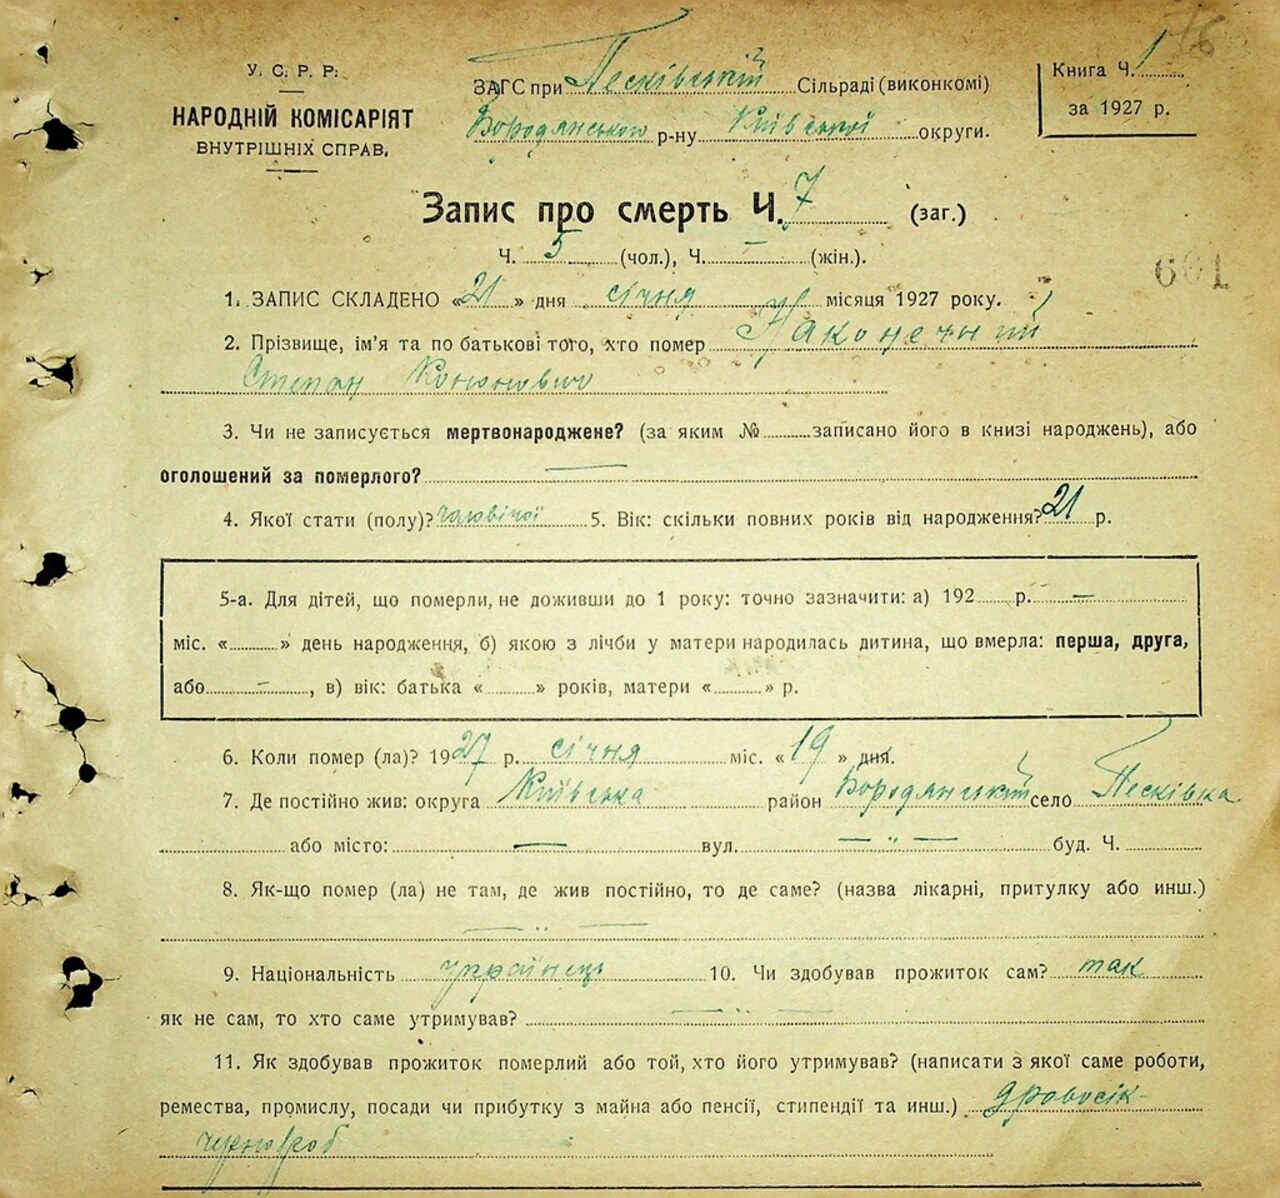 16
У. С. Р. Р.
НАРОДНІЙ КОМІСАРІЯТ
ВНУТРІШНІХ СПРАВ.
ЗАГС при Песківській Сільраді (виконкомі)
Бородянського р-ну Київської округи.
Книга Ч. 1
за 1927 р.
Запис про смерть Ч. 7 (заг.)
Ч. 5 (чол.), Ч. — (жін.).
601
1. ЗАПИС СКЛАДЕНО «21» дня січня місяця 1927 року.
2. Прізвище, ім'я та по батькові того, хто помер Наконечний
Степан Кононович
3. Чи не записується мертвонароджене? (за яким № записано його в книзі народжень), або
оголошений за померлого? —
4. Якої стати (полу)? чоловічої 5. Вік: скільки повних років від народження? 21 р.
5-а. Для дітей, що померли, не доживши до 1 року: точно зазначити: а) 192 р. —
міс. « » день народження, б) якою з лічби у матери народилась дитина, що вмерла: перша, друга,
або — , в) вік: батька « » років, матери « » р.
6. Коли помер (ла)? 1927 р. січня міс. «19» дня.
7. Де постійно жив: округа Київська район Бородянський село Песківка
або місто: — вул. — „ — буд. Ч.
8. Як-що помер (ла) не там, де жив постійно, то де саме? (назва лікарні, притулку або инш.)
— „ —
9. Національність українець 10. Чи здобував прожиток сам? так
як не сам, то хто саме утримував? — „ —
11. Як здобував прожиток померлий або той, хто його утримував? (написати з якої саме роботи,
ремества, промислу, посади чи прибутку з майна або пенсії, стипендії та инш.) дровосік-
чорнороб